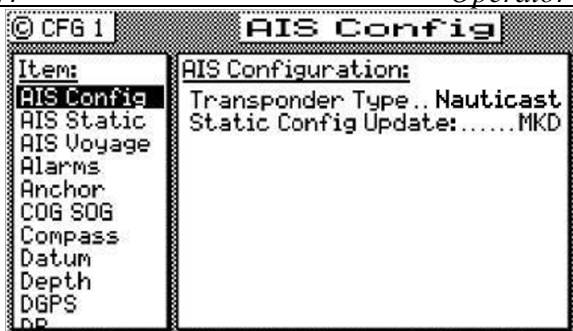 Operator
© CFG 1
AIS Config
Item:
AIS Config
AIS Static
AIS Voyage
Alarms
Anchor
COG SOG
Compass
Datum
Depth
DGPS
DR
AIS Configuration:
Transponder Type.. Nauticast
Static Config Update:......MKD